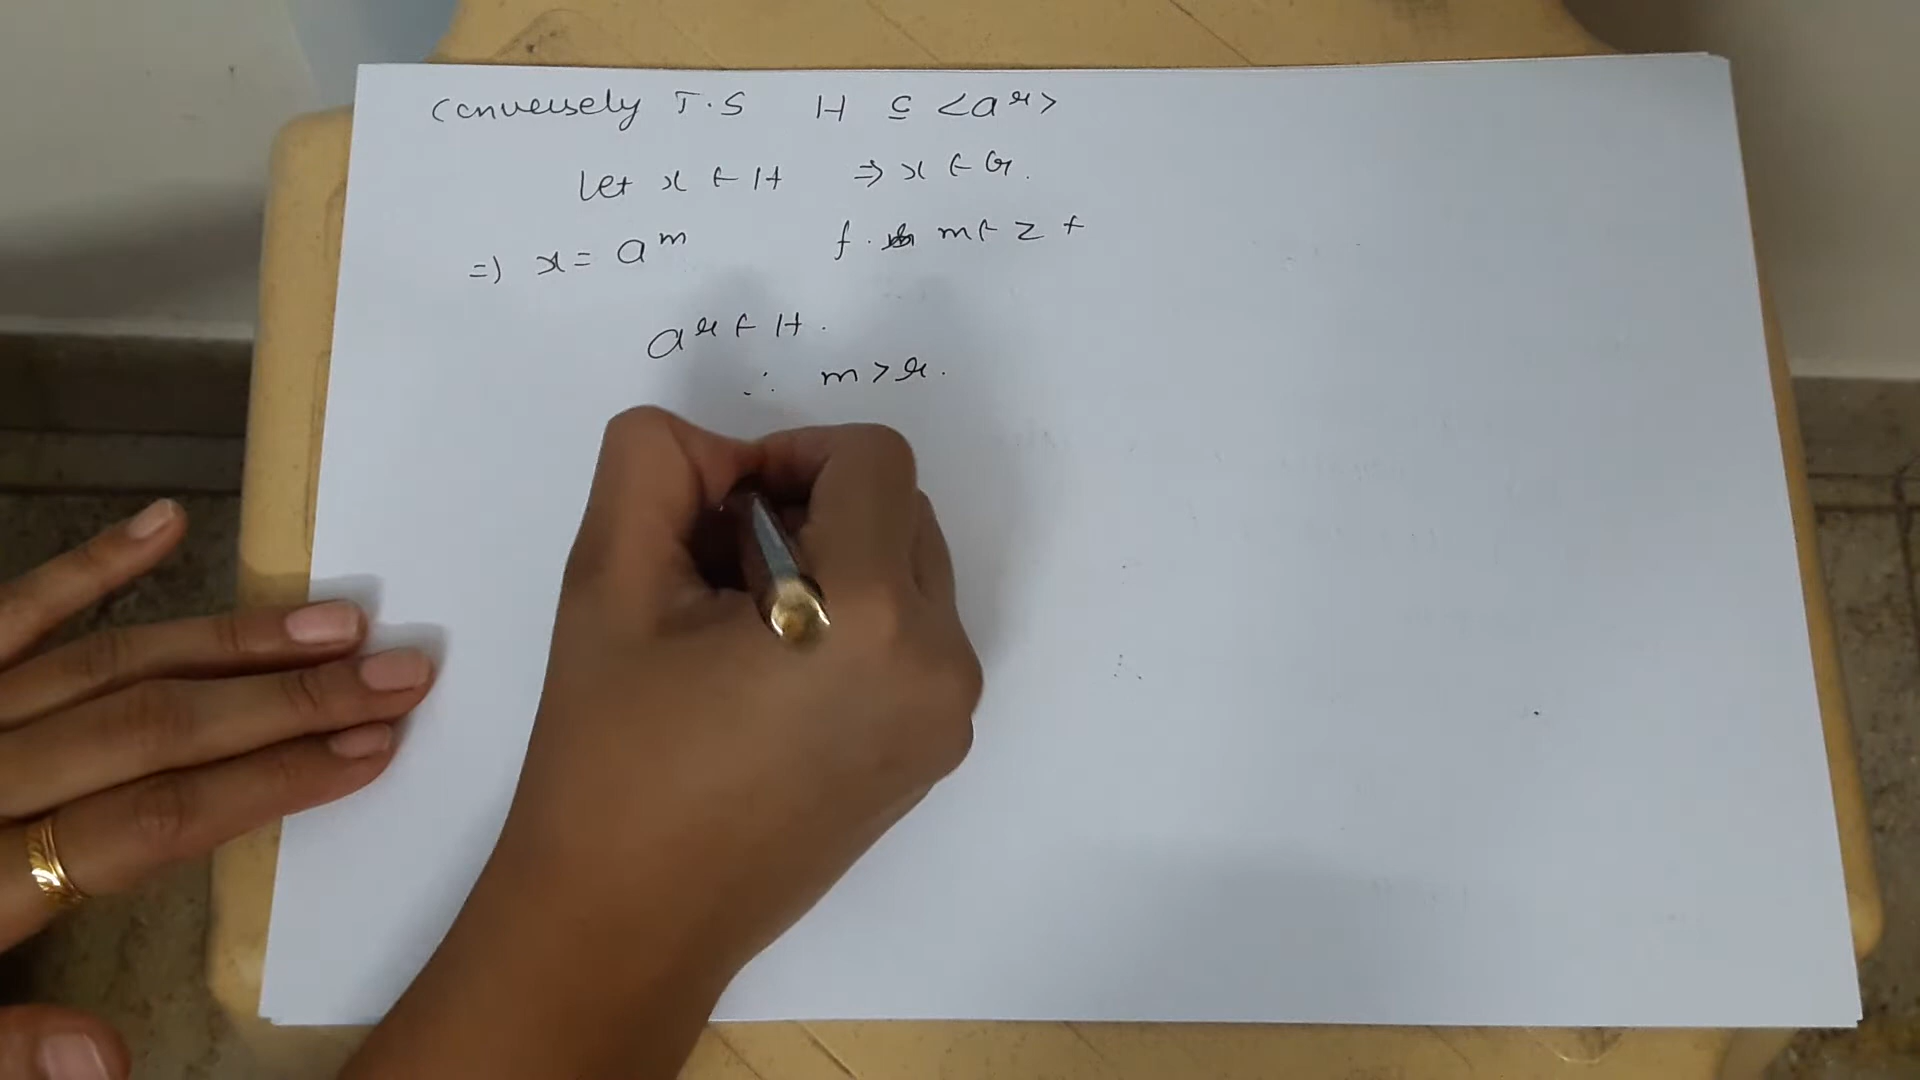 Conversely T.S H ⊆ <a^r>
Let x ∈ H ⇒ x ∈ G.
⇒ x = a^m f. m ∈ Z +
a^r ∈ H.
∴ m > r.